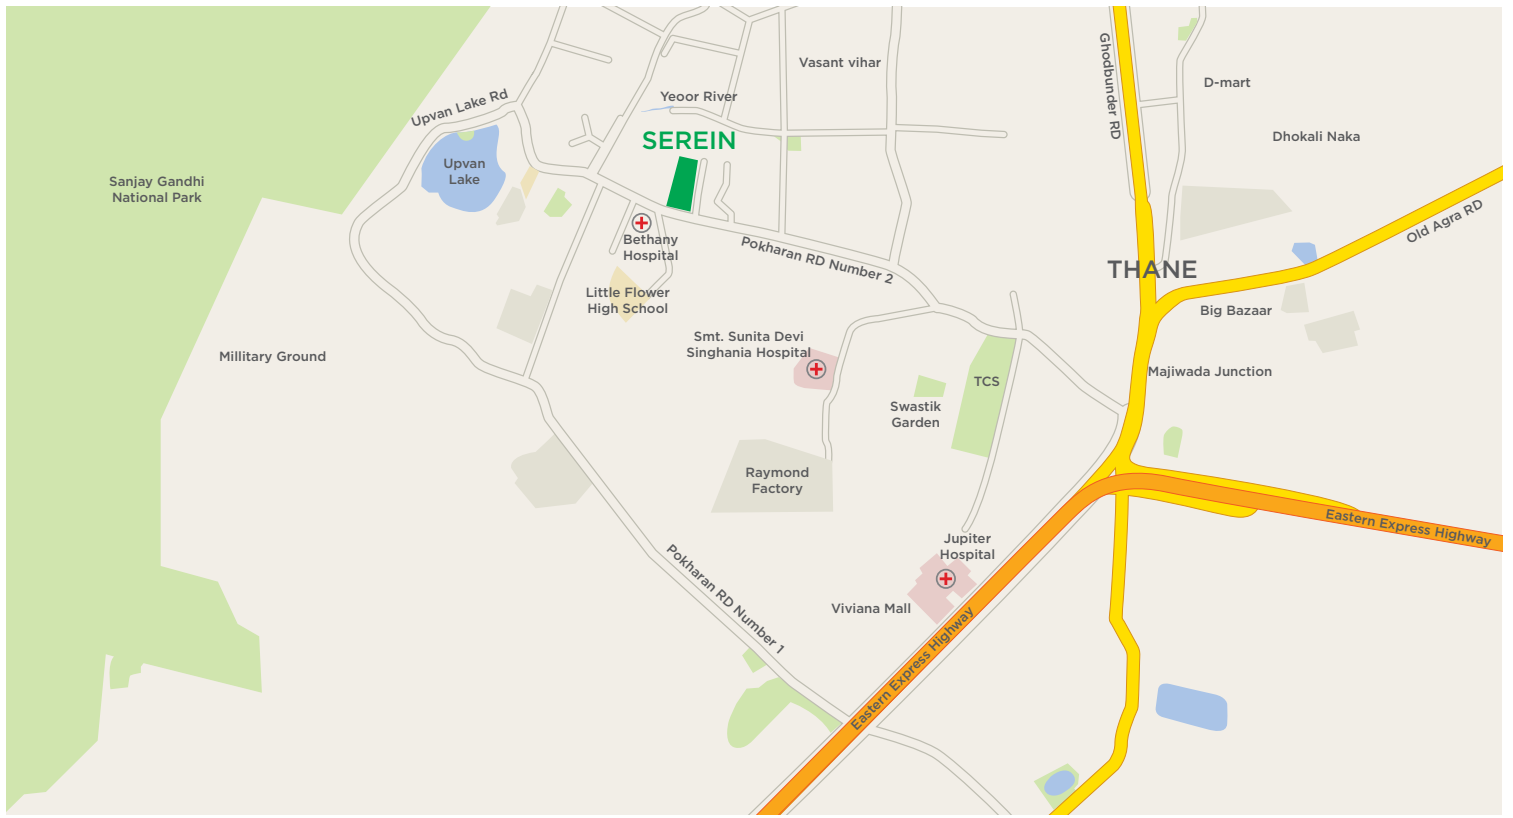 Ghodbunder RD
Vasant vihar
D-mart
Upvan Lake Rd
Yeoor River
Dhokali Naka
SEREIN
Upvan
Lake
Sanjay Gandhi
National Park
Old Agra RD
Bethany
Hospital
Pokharan RD Number 2
THANE
Little Flower
High School
Big Bazaar
Smt. Sunita Devi
Singhania Hospital
Millitary Ground
Majiwada Junction
TCS
Swastik
Garden
Raymond
Factory
Eastern Express Highway
Jupiter
Hospital
Pokharan RD Number 1
Viviana Mall
Eastern Express Highway